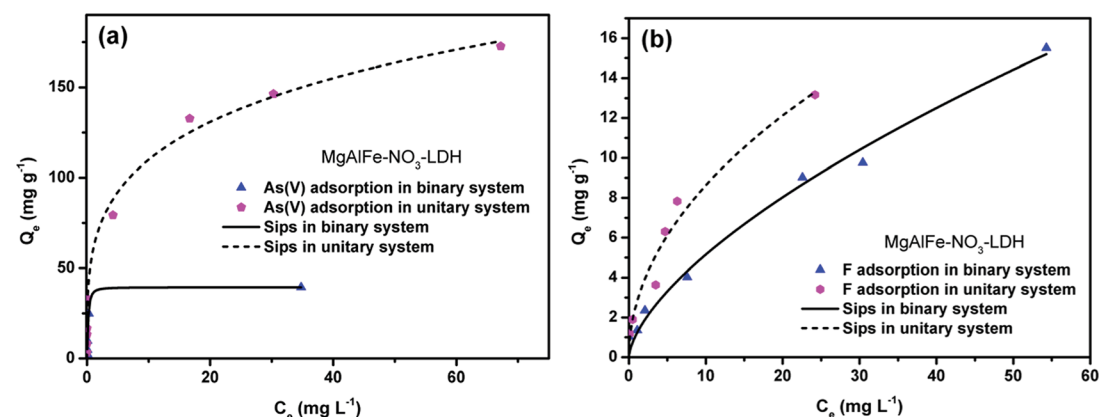 (a)
150
100
50
0
0
20
40
60
Qₑ (mg g⁻¹)
Cₑ (mg L⁻¹)
MgAlFe-NO₃-LDH
As(V) adsorption in binary system
As(V) adsorption in unitary system
Sips in binary system
Sips in unitary system
(b)
16
14
12
10
8
6
4
2
0
0
10
20
30
40
50
60
Qₑ (mg g⁻¹)
Cₑ (mg L⁻¹)
MgAlFe-NO₃-LDH
F adsorption in binary system
F adsorption in unitary system
Sips in binary system
Sips in unitary system